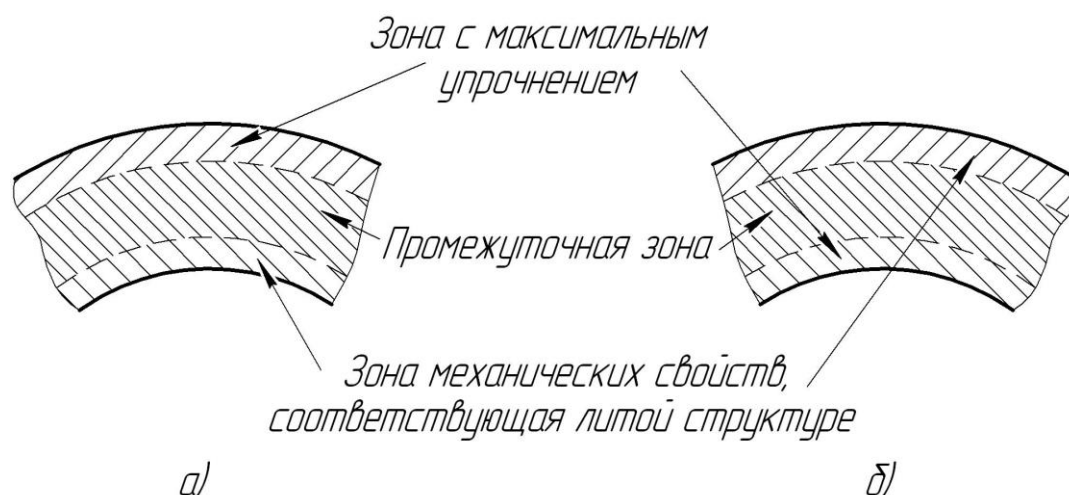 Зона с максимальным
упрочнением
Промежуточная зона
Зона механических свойств,
соответствующая литой структуре
а)
б)